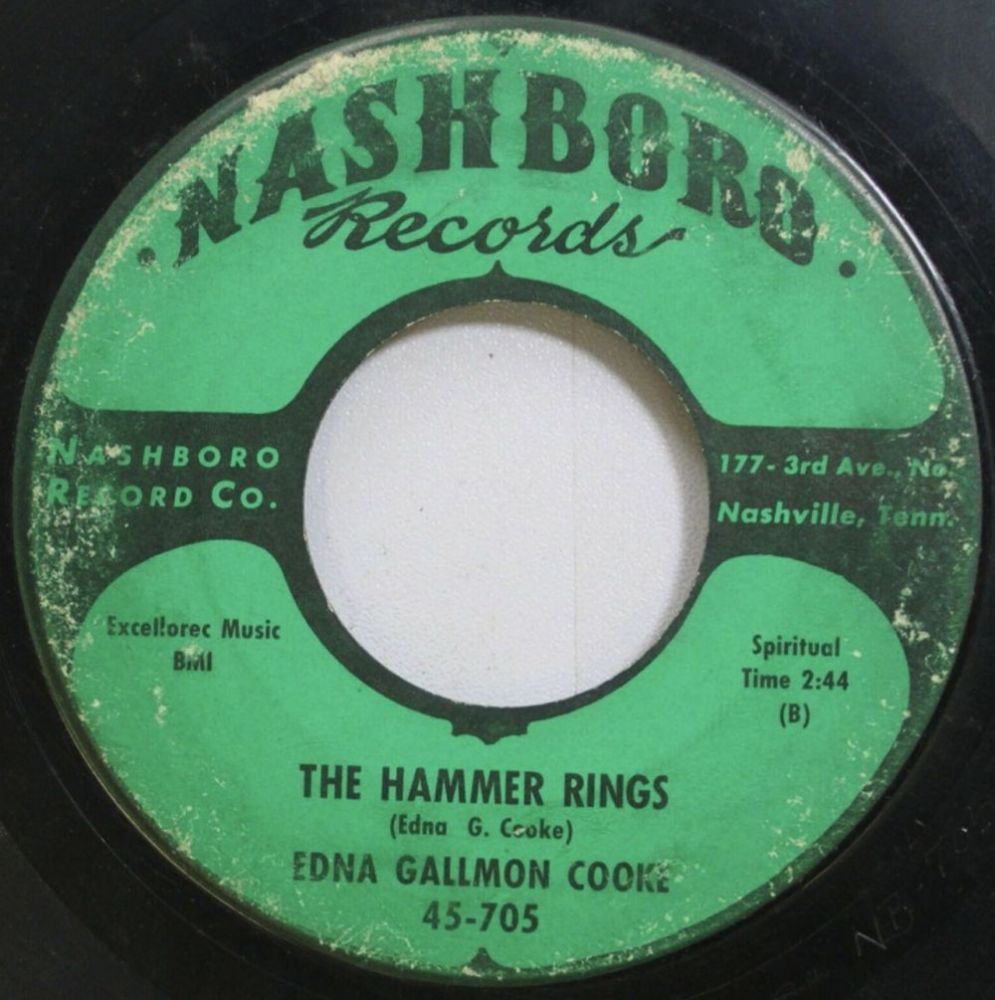 NASHBORO
Records
NASHBORO
RECORD CO.
177-3rd Ave., No.
Nashville, Tenn.
Excellorec Music
BMI
Spiritual
Time 2:44
(B)
THE HAMMER RINGS
(Edna G. Cooke)
EDNA GALLMON COOKE
45-705
NB